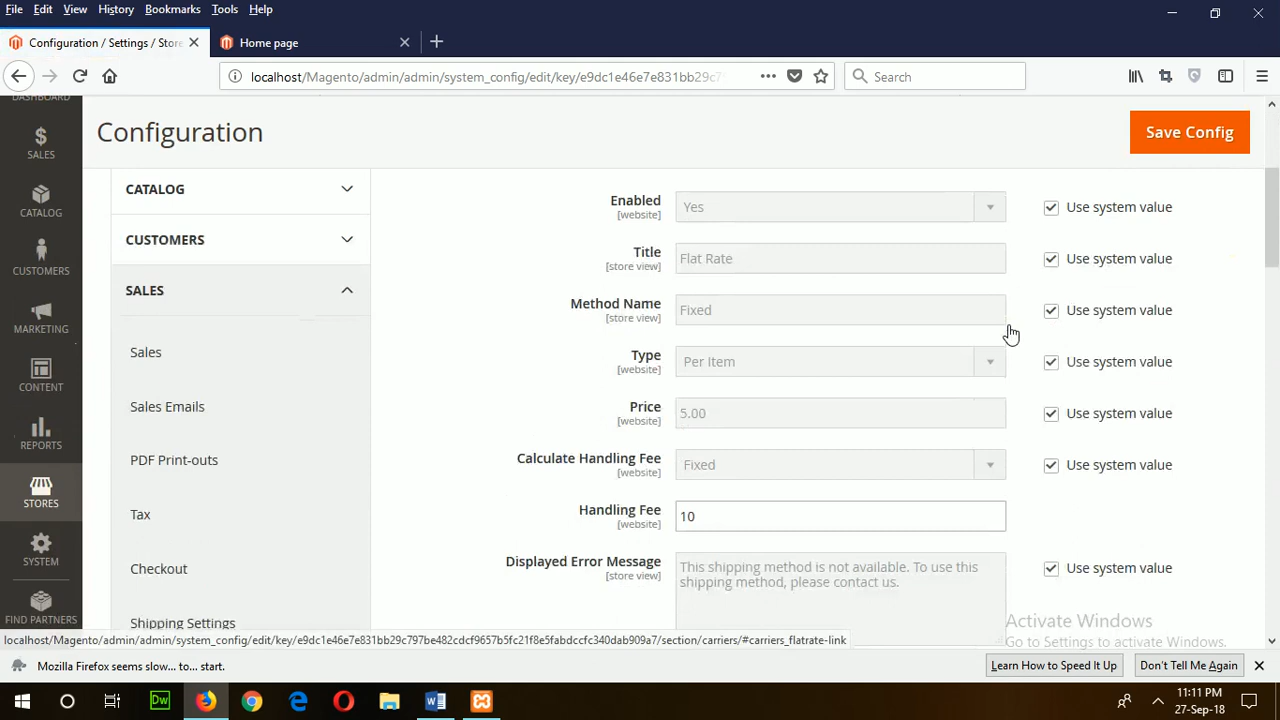 File Edit View History Bookmarks Tools Help
Configuration / Settings / Store
Home page
localhost/Magento/admin/admin/system_config/edit/key/e9dc1e46e7e831bb29c7
Search
DASHBOARD
Configuration
Save Config
SALES
CATALOG
CUSTOMERS
MARKETING
CONTENT
REPORTS
STORES
SYSTEM
FIND PARTNERS
CATALOG
CUSTOMERS
SALES
Sales
Sales Emails
PDF Print-outs
Tax
Checkout
Shipping Settings
Enabled
[website]
Yes
Use system value
Title
[store view]
Flat Rate
Use system value
Method Name
[store view]
Fixed
Use system value
Type
[website]
Per Item
Use system value
Price
[website]
5.00
Use system value
Calculate Handling Fee
[website]
Fixed
Use system value
Handling Fee
[website]
10
Displayed Error Message
[store view]
This shipping method is not available. To use this
shipping method, please contact us.
Use system value
Activate Windows
Go to Settings to activate Windows.
localhost/Magento/admin/admin/system_config/edit/key/e9dc1e46e7e831bb29c797be482cdcf9657b5fc21f8e5fabdccfc340dab909a7/section/carriers/#carriers_flatrate-link
Mozilla Firefox seems slow... to... start.
Learn How to Speed It Up
Don't Tell Me Again
Dw
11:11 PM
27-Sep-18